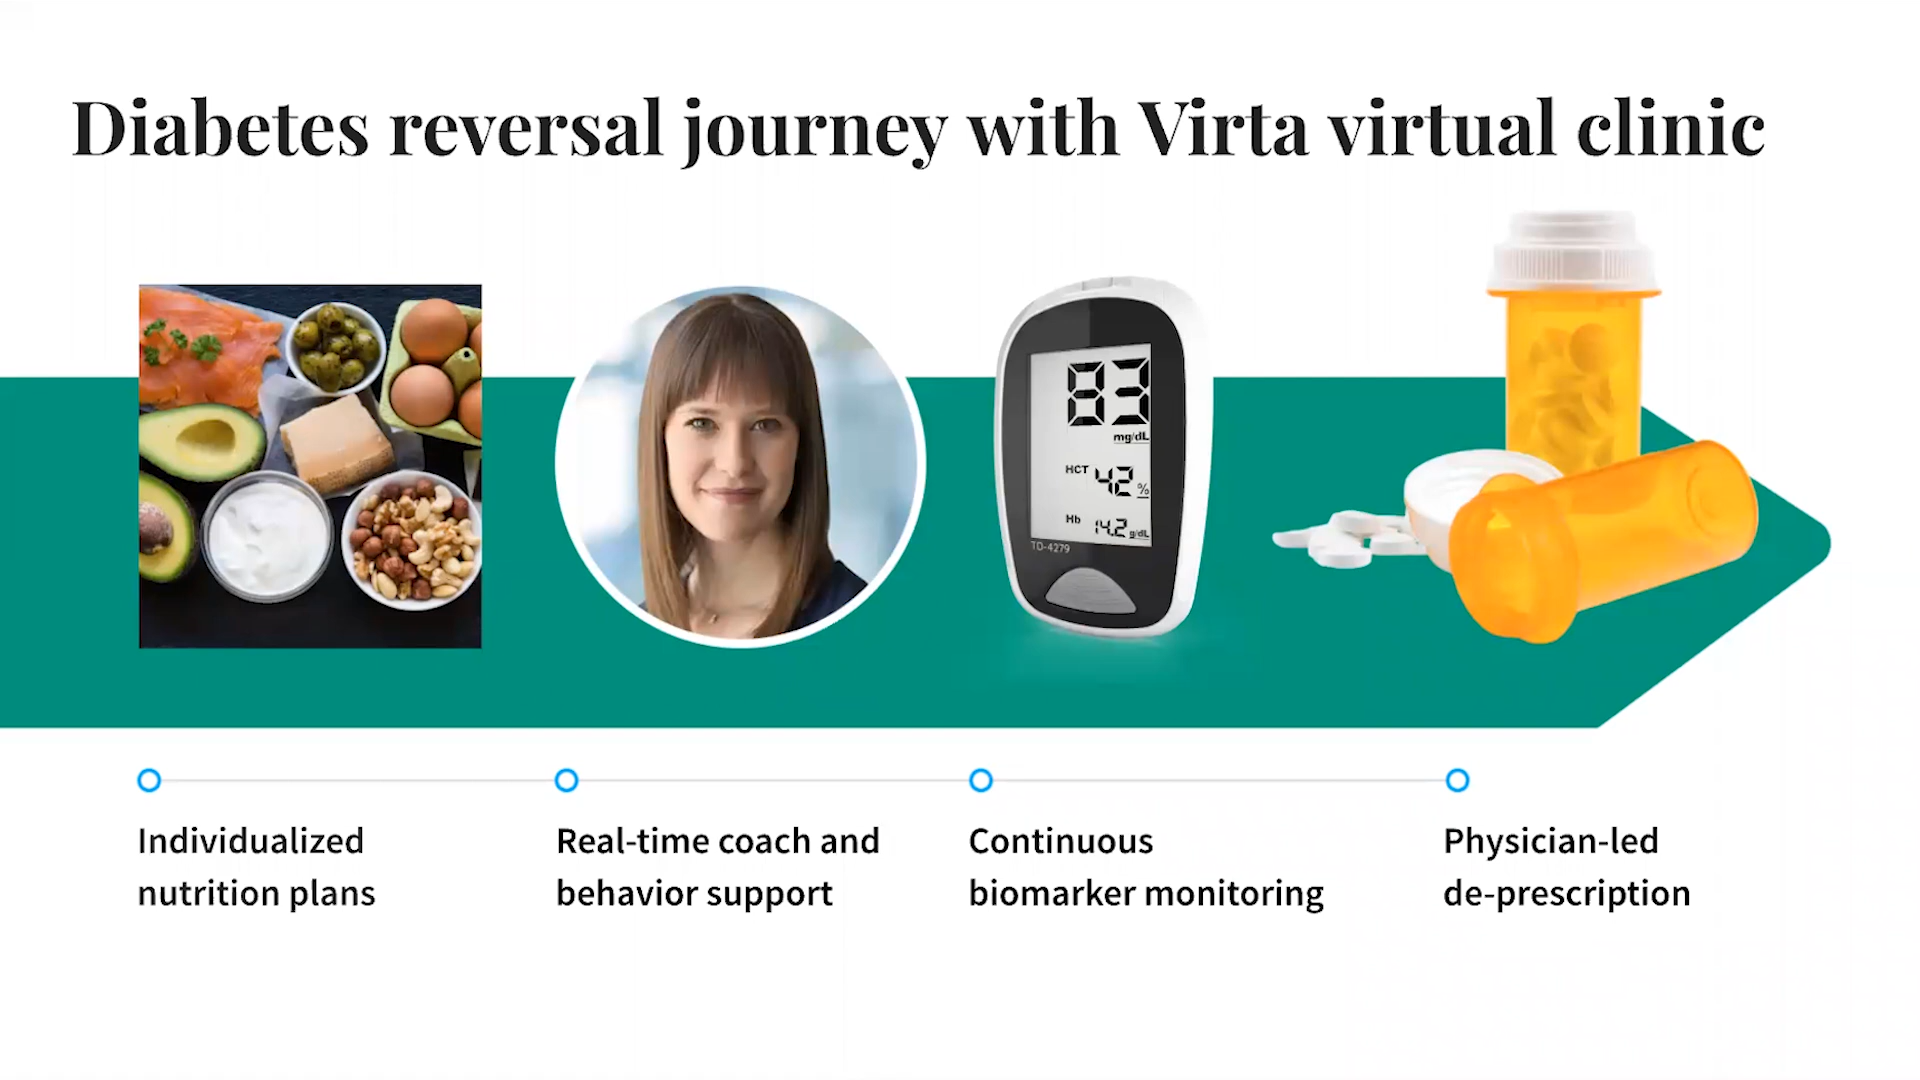 Diabetes reversal journey with Virta virtual clinic
83
mg/dL
HCT 42 %
Hb 14.2 g/dL
TD-4279
Individualized
nutrition plans
Real-time coach and
behavior support
Continuous
biomarker monitoring
Physician-led
de-prescription